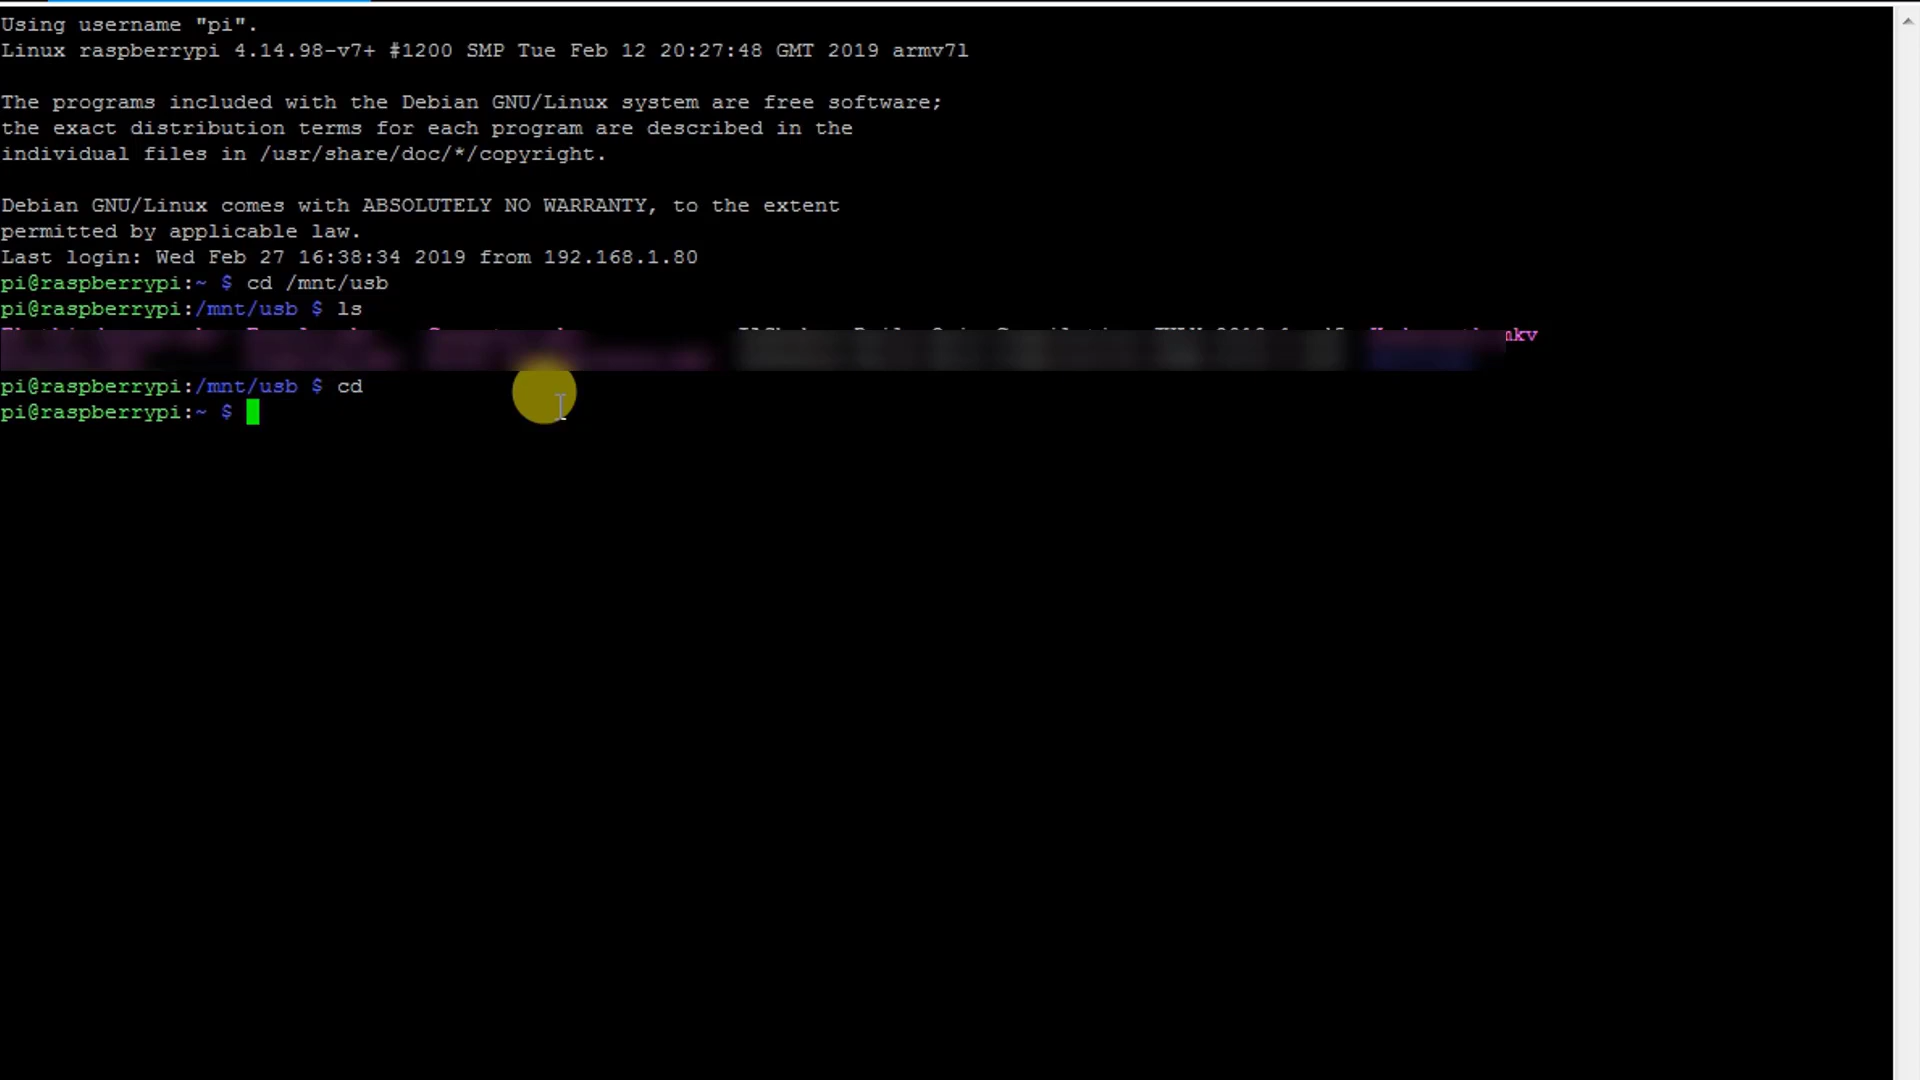 Using username "pi".
Linux raspberrypi 4.14.98-v7+ #1200 SMP Tue Feb 12 20:27:48 GMT 2019 armv7l
The programs included with the Debian GNU/Linux system are free software;
the exact distribution terms for each program are described in the
individual files in /usr/share/doc/*/copyright.
Debian GNU/Linux comes with ABSOLUTELY NO WARRANTY, to the extent
permitted by applicable law.
Last login: Wed Feb 27 16:38:34 2019 from 192.168.1.80
pi@raspberrypi:~ $ cd /mnt/usb
pi@raspberrypi:/mnt/usb $ ls
pi@raspberrypi:/mnt/usb $ cd
pi@raspberrypi:~ $